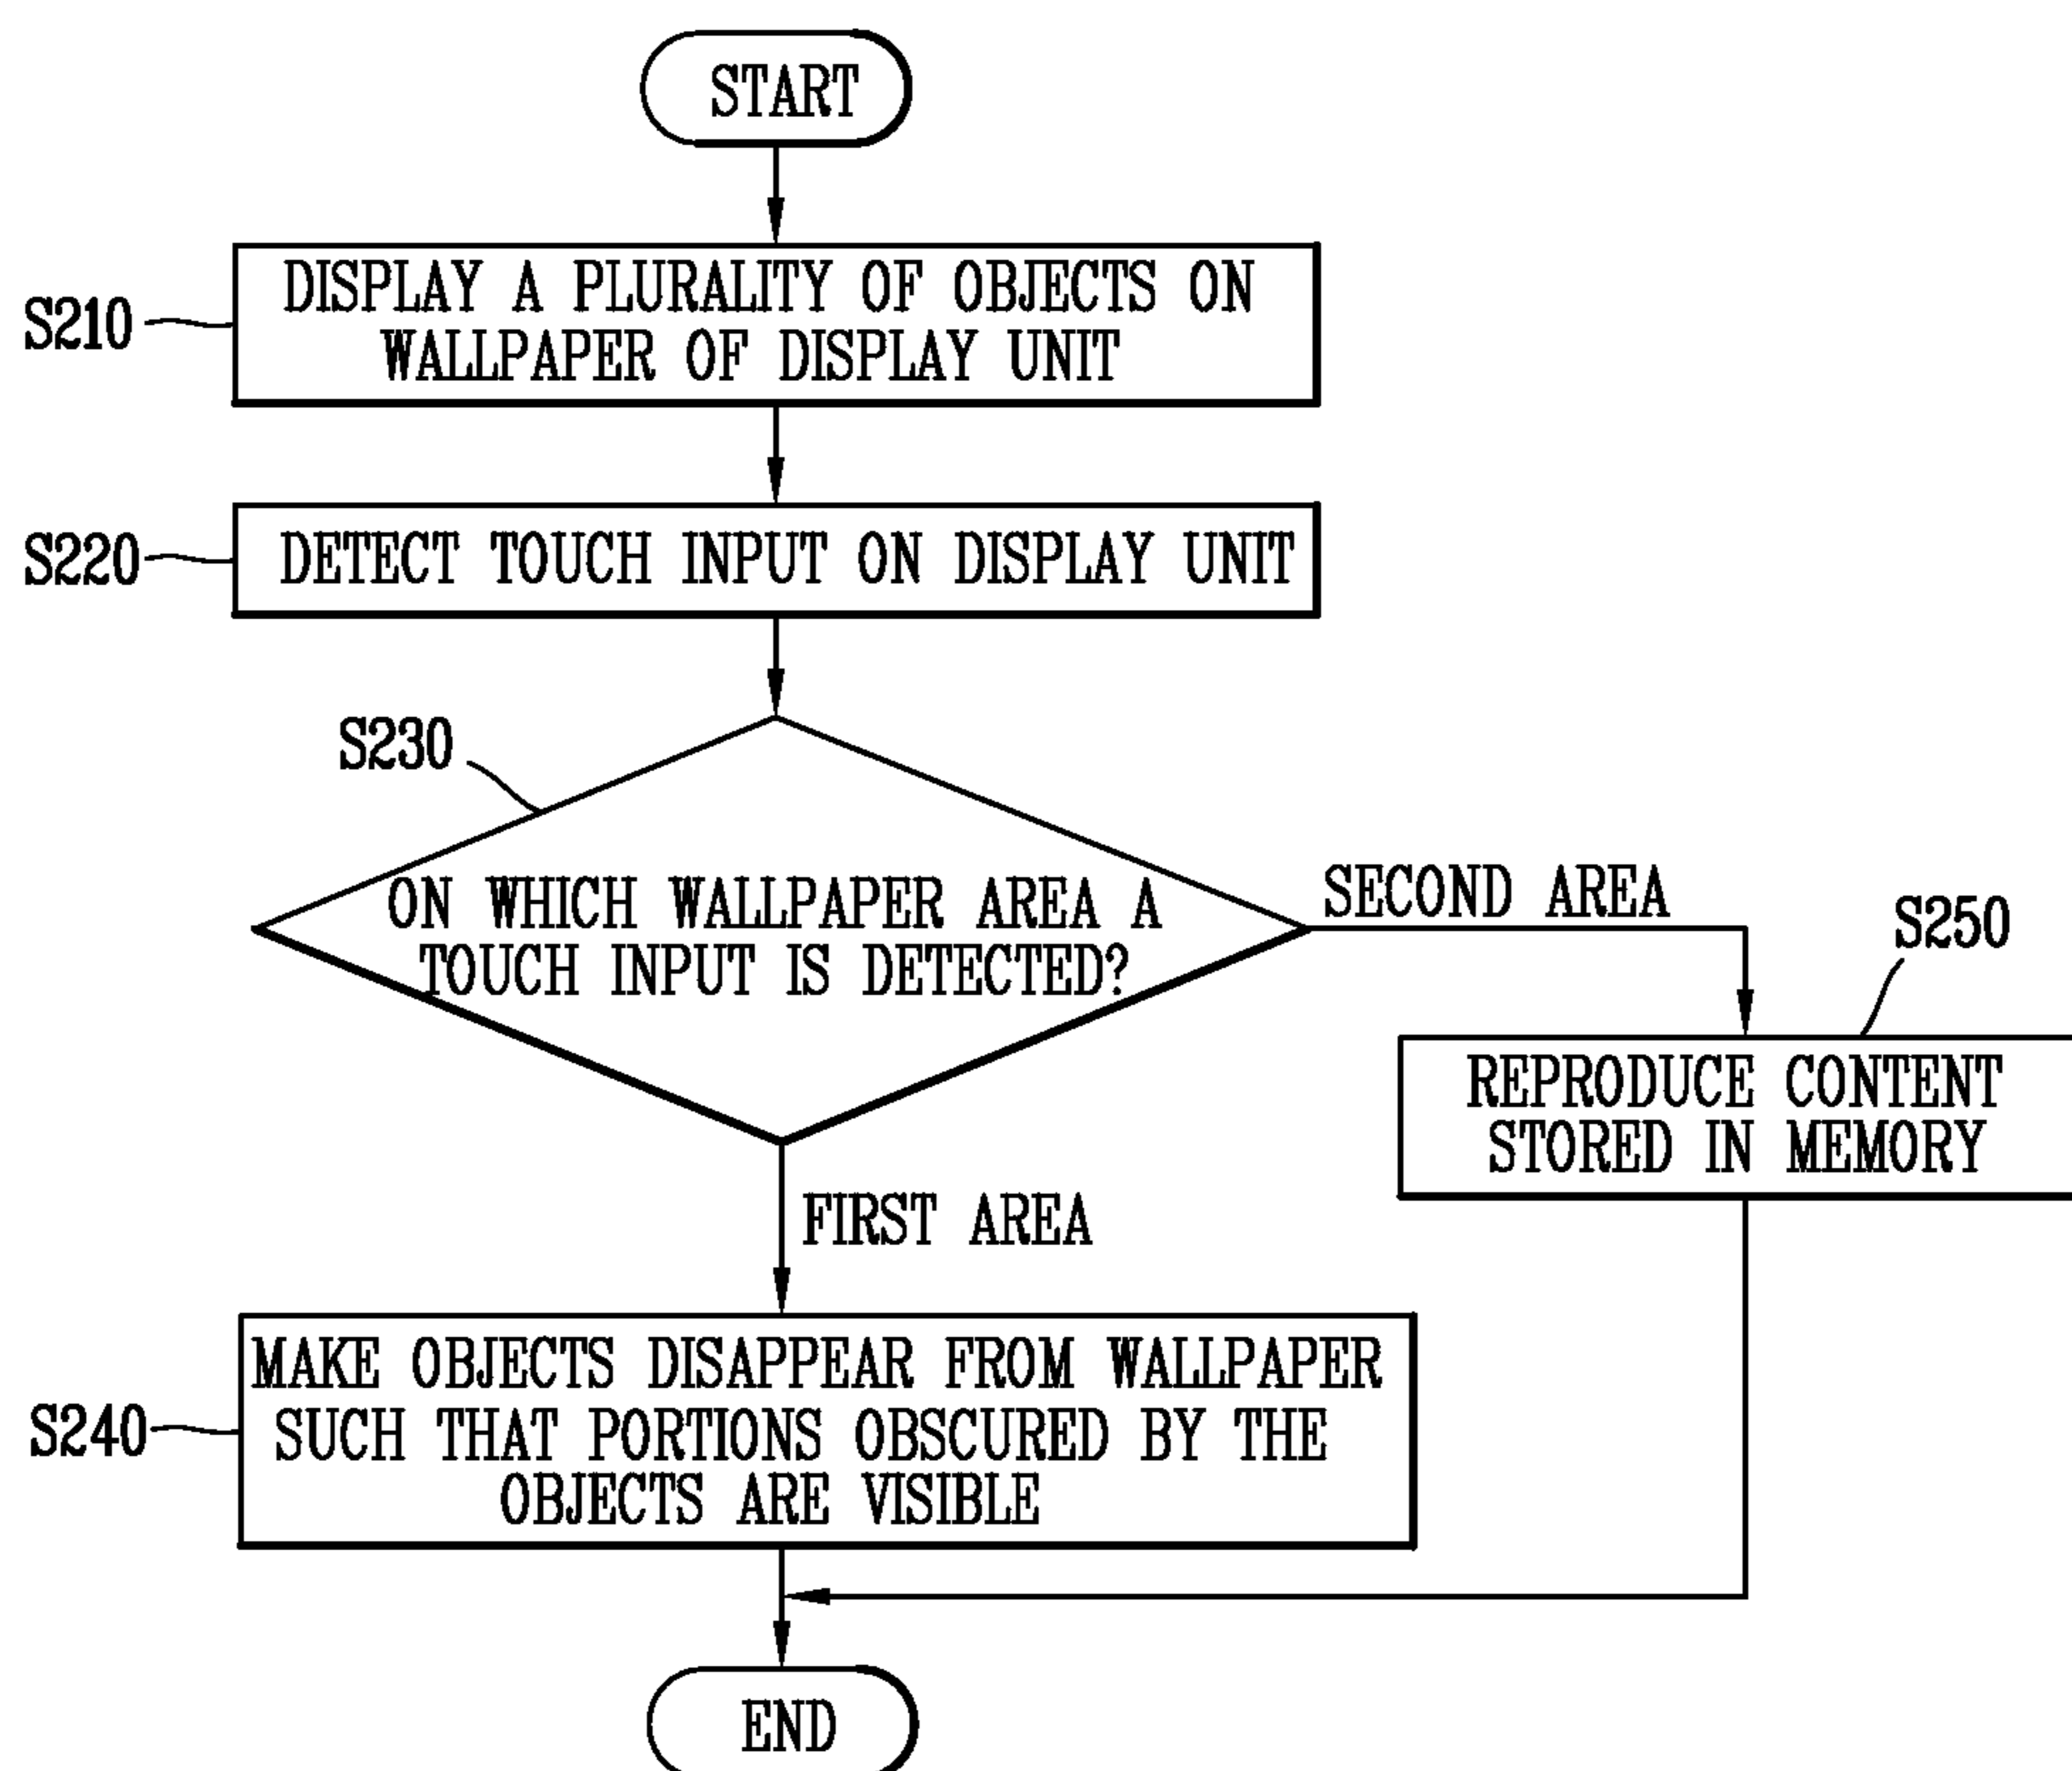 START
S210
DISPLAY A PLURALITY OF OBJECTS ON
WALLPAPER OF DISPLAY UNIT
S220
DETECT TOUCH INPUT ON DISPLAY UNIT
S230
ON WHICH WALLPAPER AREA A
TOUCH INPUT IS DETECTED?
SECOND AREA
S250
REPRODUCE CONTENT
STORED IN MEMORY
FIRST AREA
S240
MAKE OBJECTS DISAPPEAR FROM WALLPAPER
SUCH THAT PORTIONS OBSCURED BY THE
OBJECTS ARE VISIBLE
END